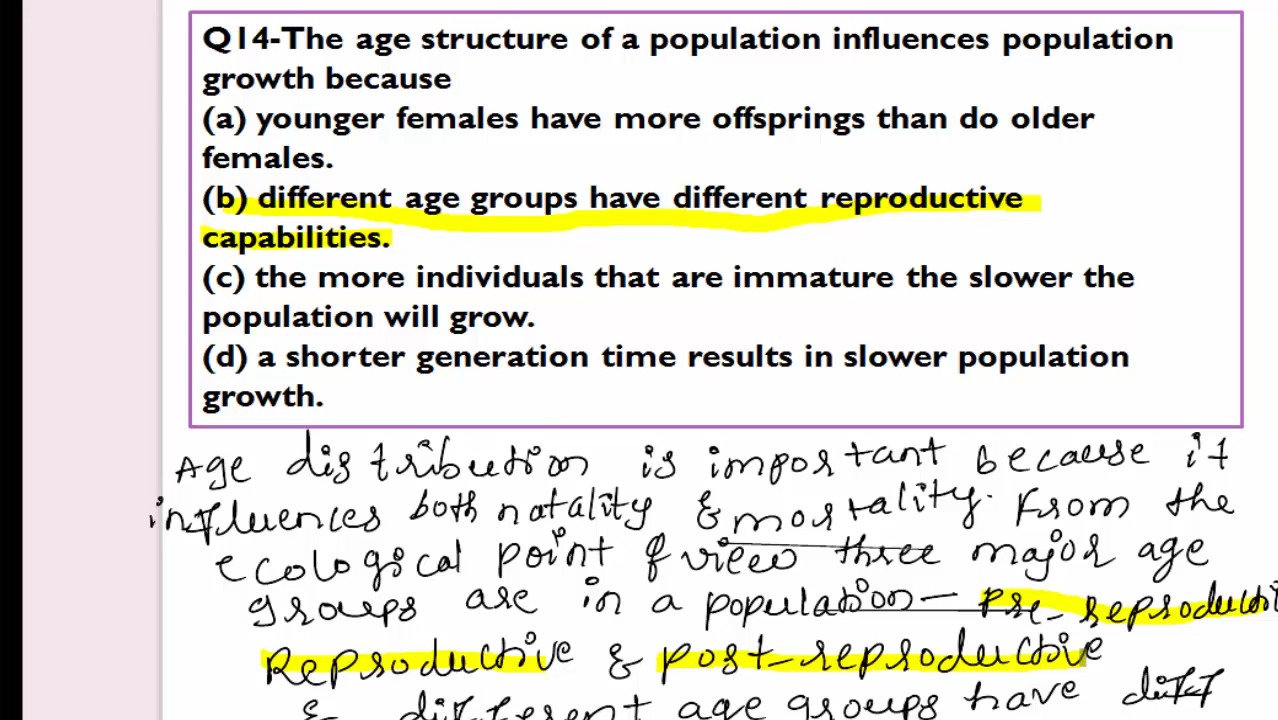 Q14-The age structure of a population influences population
growth because
(a) younger females have more offsprings than do older
females.
(b) different age groups have different reproductive
capabilities.
(c) the more individuals that are immature the slower the
population will grow.
(d) a shorter generation time results in slower population
growth.
Age distribution is important because it
influences both natality & mortality. From the
ecological point of view three major age
groups are in a population— Pre-reproducti
Reproductive & post-reproductive
& different age groups have diff